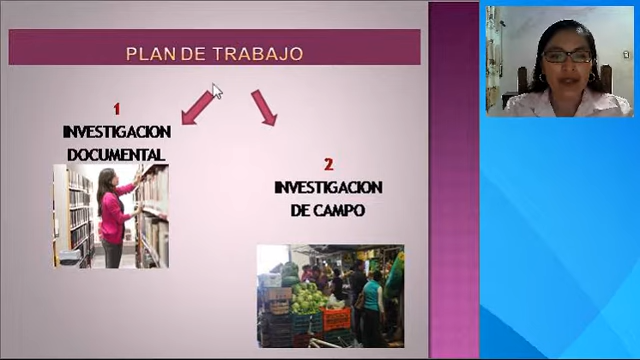 PLAN DE TRABAJO
1
INVESTIGACION
DOCUMENTAL
2
INVESTIGACION
DE CAMPO